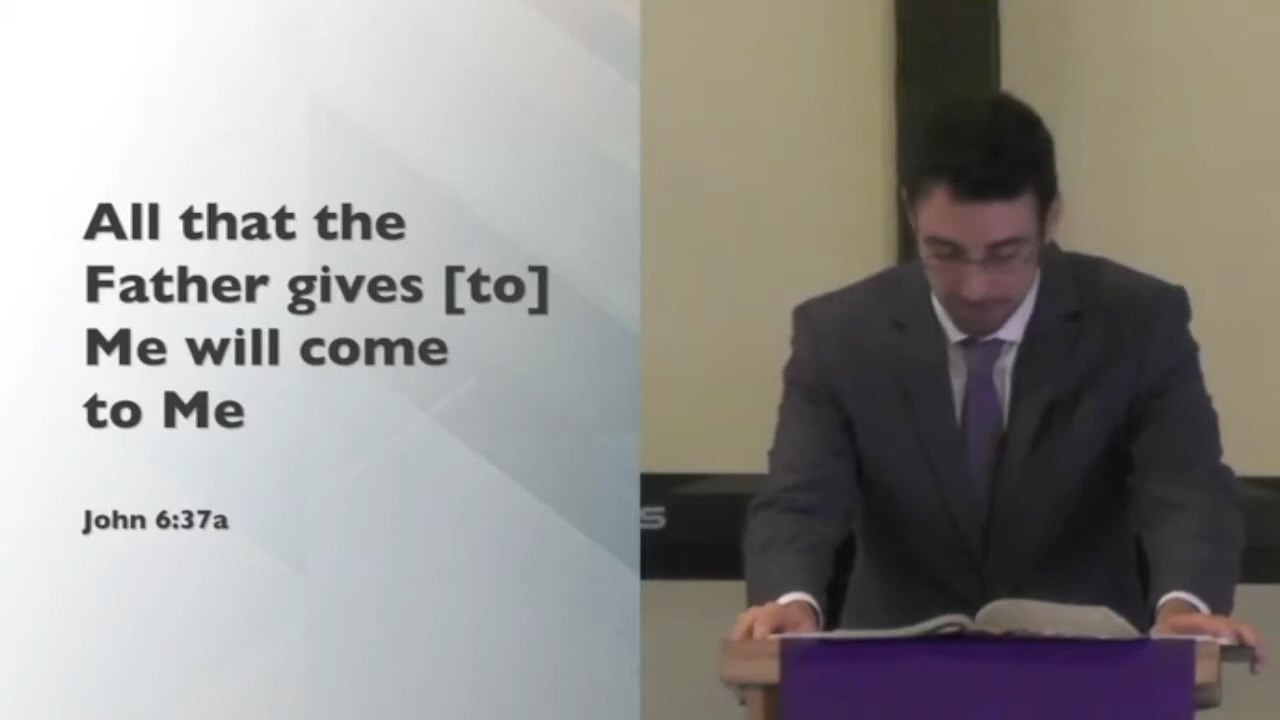 All that the
Father gives [to]
Me will come
to Me
John 6:37a
S